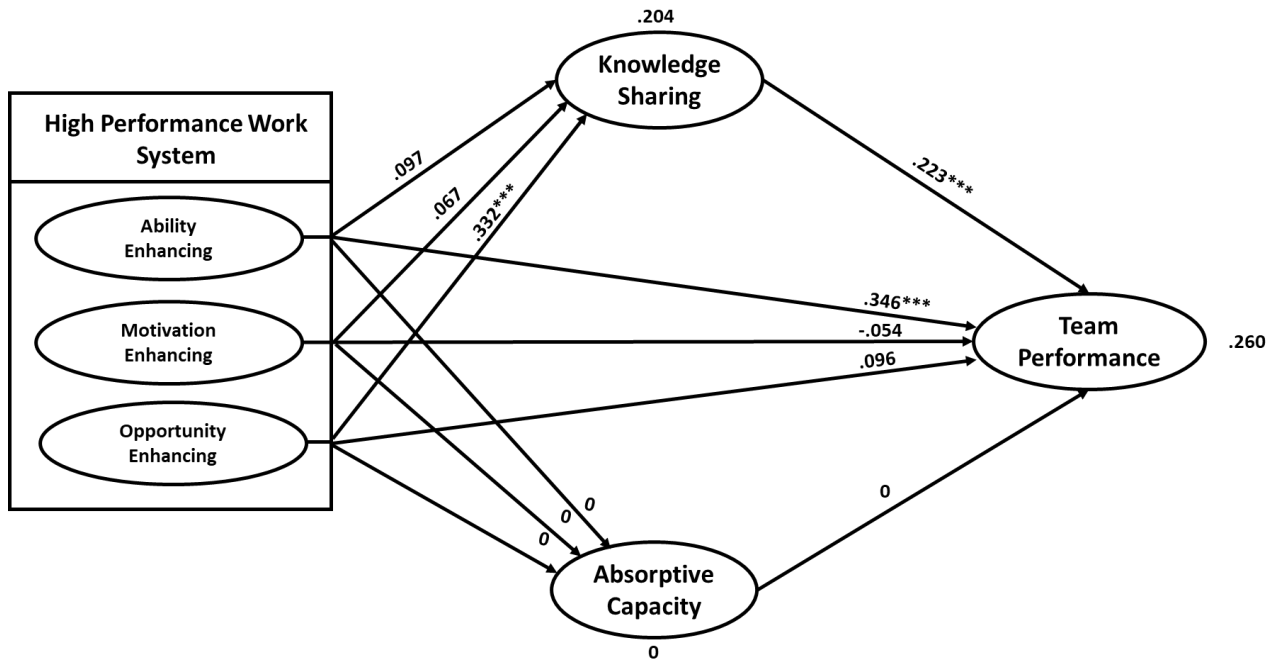 .204
Knowledge
Sharing
High Performance Work
System
.097
.067
.332***
.223***
Ability
Enhancing
Motivation
Enhancing
Opportunity
Enhancing
.346***
-.054
.096
Team
Performance
.260
0
0
0
0
Absorptive
Capacity
0